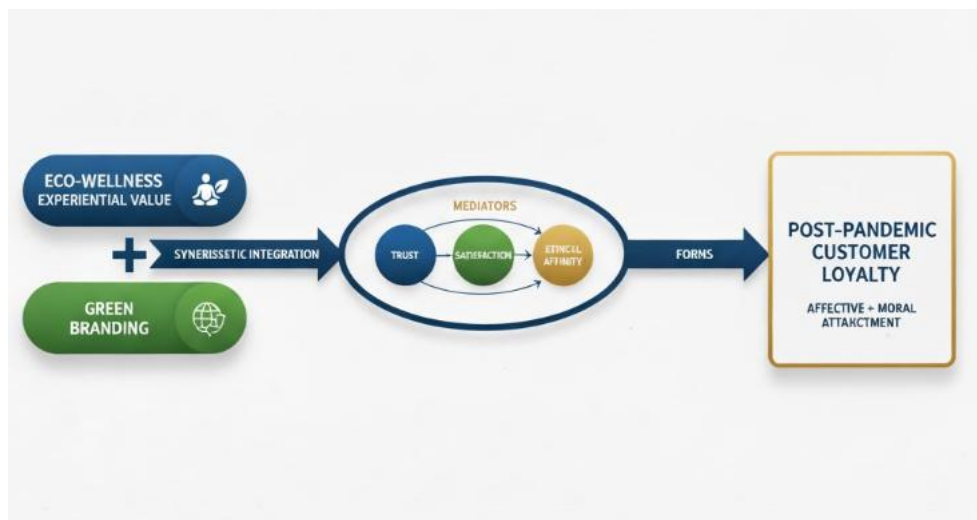 ECO-WELLNESS
EXPERIENTIAL VALUE
SYNERISSETIC INTEGRATION
GREEN
BRANDING
MEDIATORS
TRUST
SATISFACTION
AFFINITY
FORMS
POST-PANDEMIC
CUSTOMER
LOYALTY
AFFECTIVE + MORAL
ATTAKCTMENT